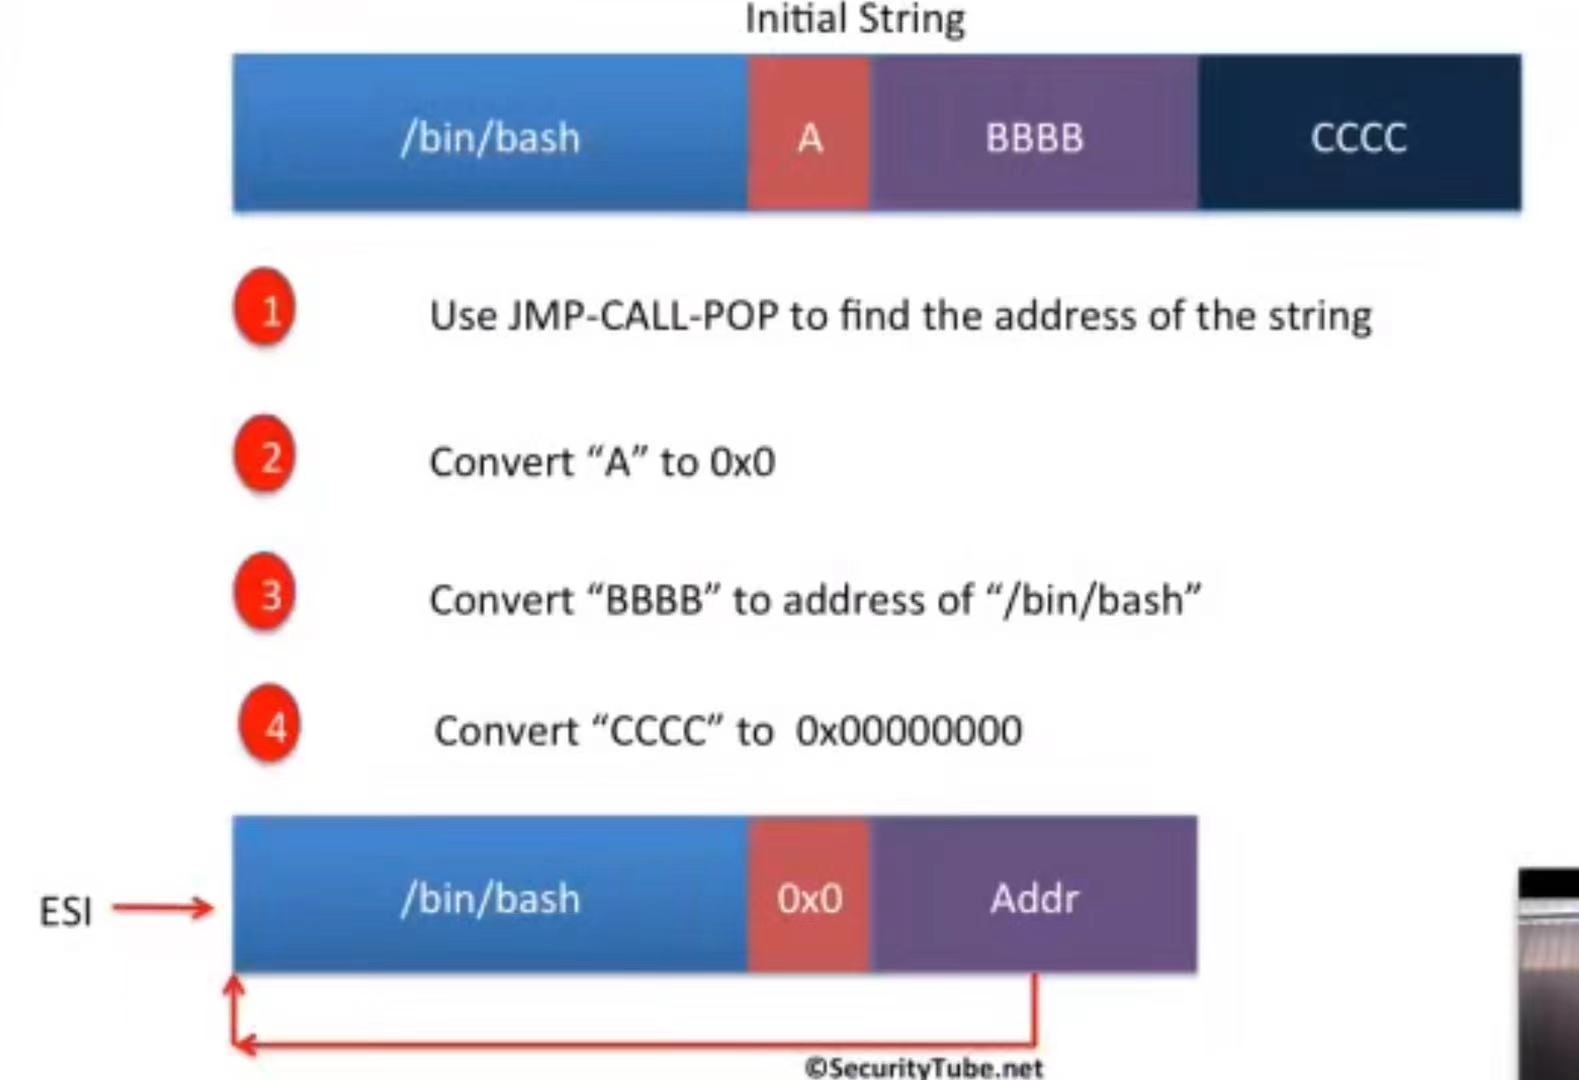 Initial String
/bin/bash A BBBB CCCC
1 Use JMP-CALL-POP to find the address of the string
2 Convert “A” to 0x0
3 Convert “BBBB” to address of “/bin/bash”
4 Convert “CCCC” to 0x00000000
ESI /bin/bash 0x0 Addr
©SecurityTube.net